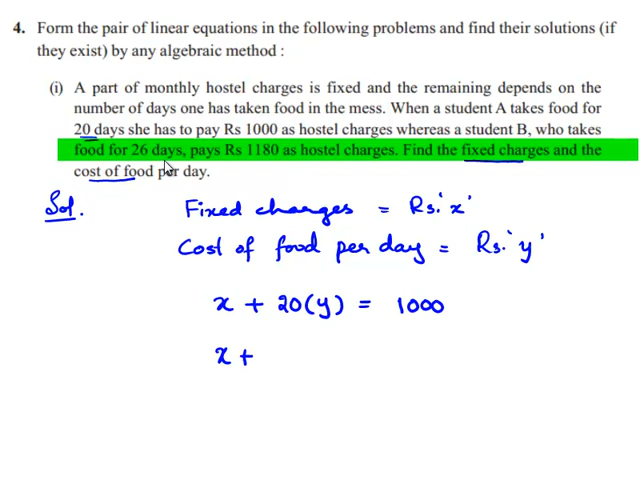 4. Form the pair of linear equations in the following problems and find their solutions (if
they exist) by any algebraic method :
(i) A part of monthly hostel charges is fixed and the remaining depends on the
number of days one has taken food in the mess. When a student A takes food for
20 days she has to pay Rs 1000 as hostel charges whereas a student B, who takes
food for 26 days, pays Rs 1180 as hostel charges. Find the fixed charges and the
cost of food per day.
Sol. Fixed charges = Rs. 'x'
Cost of food per day = Rs. 'y'
x + 20(y) = 1000
x +